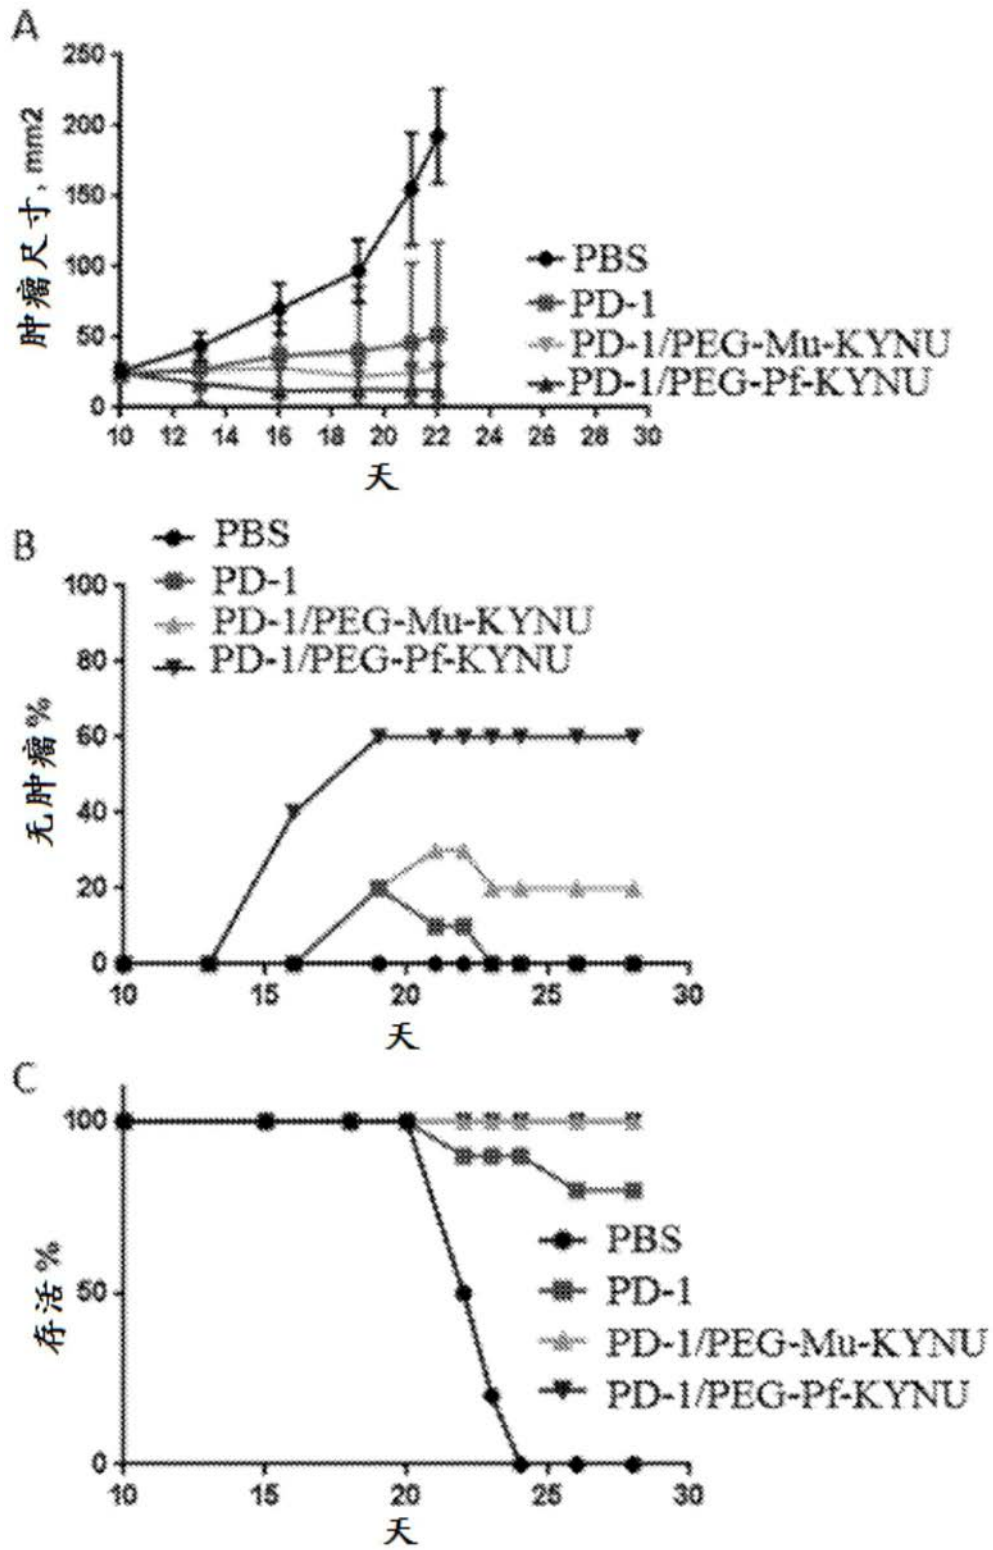 A
250
200
150
100
50
0
肿瘤尺寸, mm2
10 12 14 16 18 20 22 24 26 28 30
天
PBS
PD-1
PD-1/PEG-Mu-KYNU
PD-1/PEG-Pf-KYNU
B
PBS
PD-1
PD-1/PEG-Mu-KYNU
PD-1/PEG-Pf-KYNU
100
80
60
40
20
0
无肿瘤%
10 15 20 25 30
天
C
100
50
0
存活%
PBS
PD-1
PD-1/PEG-Mu-KYNU
PD-1/PEG-Pf-KYNU
10 15 20 25 30
天